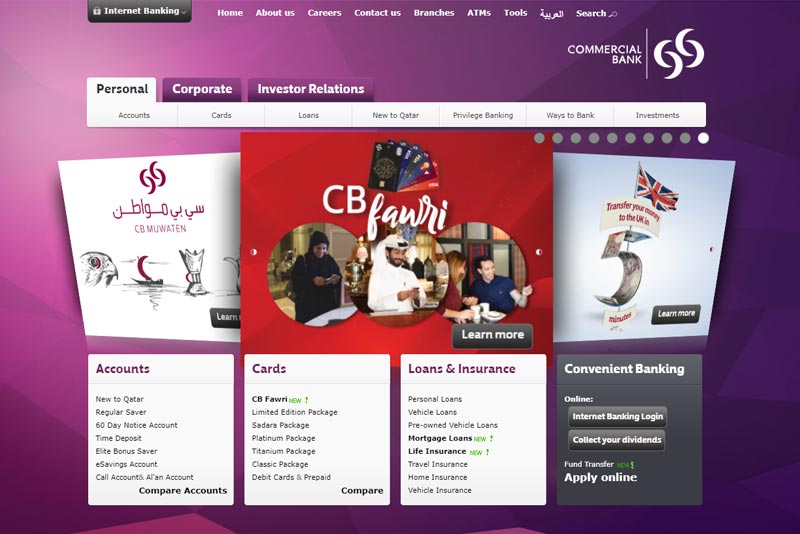 Internet Banking
Home About us Careers Contact us Branches ATMs Tools العربية Search
COMMERCIAL
BANK
Personal Corporate Investor Relations
Accounts Cards Loans New to Qatar Privilege Banking Ways to Bank Investments
سي بي مواطن
CB MUWATEN
Learn
VISA
CB fawri
Learn more
Transfer your money
to the UK in
5
minutes
Learn more
Accounts
New to Qatar
Regular Saver
60 Day Notice Account
Time Deposit
Elite Bonus Saver
eSavings Account
Call Account& Al'an Account
Compare Accounts
Cards
CB Fawri NEW !
Limited Edition Package
Sadara Package
Platinum Package
Titanium Package
Classic Package
Debit Cards & Prepaid
Compare
Loans & Insurance
Personal Loans
Vehicle Loans
Pre-owned Vehicle Loans
Mortgage Loans NEW !
Life Insurance NEW !
Travel Insurance
Home Insurance
Vehicle Insurance
Convenient Banking
Online:
Internet Banking Login
Collect your dividends
Fund Transfer NEW !
Apply online